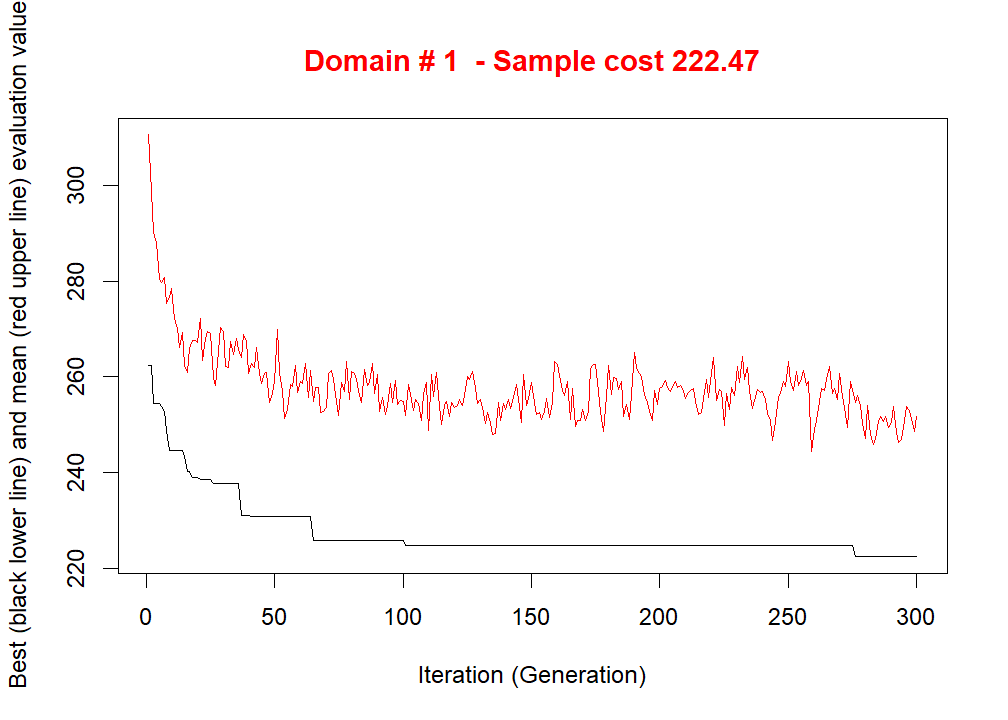 Domain # 1  - Sample cost 222.47
Best (black lower line) and mean (red upper line) evaluation value
300
280
260
240
220
0 50 100 150 200 250 300
Iteration (Generation)